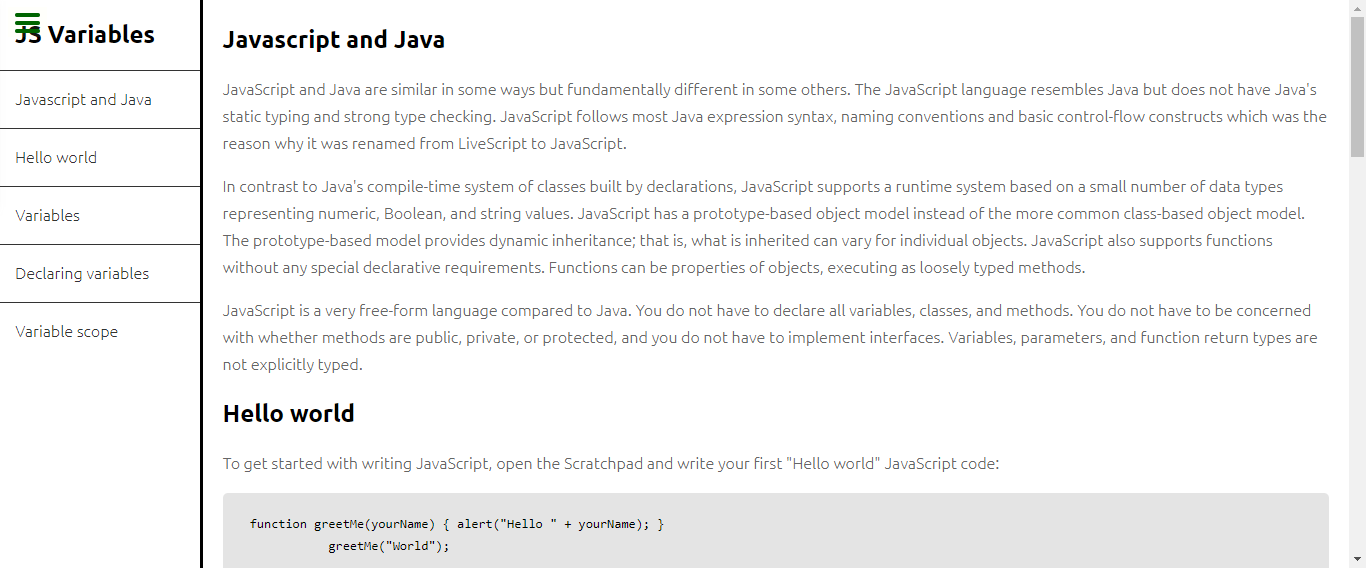 JS Variables
Javascript and Java
Hello world
Variables
Declaring variables
Variable scope
Javascript and Java
JavaScript and Java are similar in some ways but fundamentally different in some others. The JavaScript language resembles Java but does not have Java's
static typing and strong type checking. JavaScript follows most Java expression syntax, naming conventions and basic control-flow constructs which was the
reason why it was renamed from LiveScript to JavaScript.
In contrast to Java's compile-time system of classes built by declarations, JavaScript supports a runtime system based on a small number of data types
representing numeric, Boolean, and string values. JavaScript has a prototype-based object model instead of the more common class-based object model.
The prototype-based model provides dynamic inheritance; that is, what is inherited can vary for individual objects. JavaScript also supports functions
without any special declarative requirements. Functions can be properties of objects, executing as loosely typed methods.
JavaScript is a very free-form language compared to Java. You do not have to declare all variables, classes, and methods. You do not have to be concerned
with whether methods are public, private, or protected, and you do not have to implement interfaces. Variables, parameters, and function return types are
not explicitly typed.
Hello world
To get started with writing JavaScript, open the Scratchpad and write your first "Hello world" JavaScript code:
function greetMe(yourName) { alert("Hello " + yourName); }
greetMe("World");